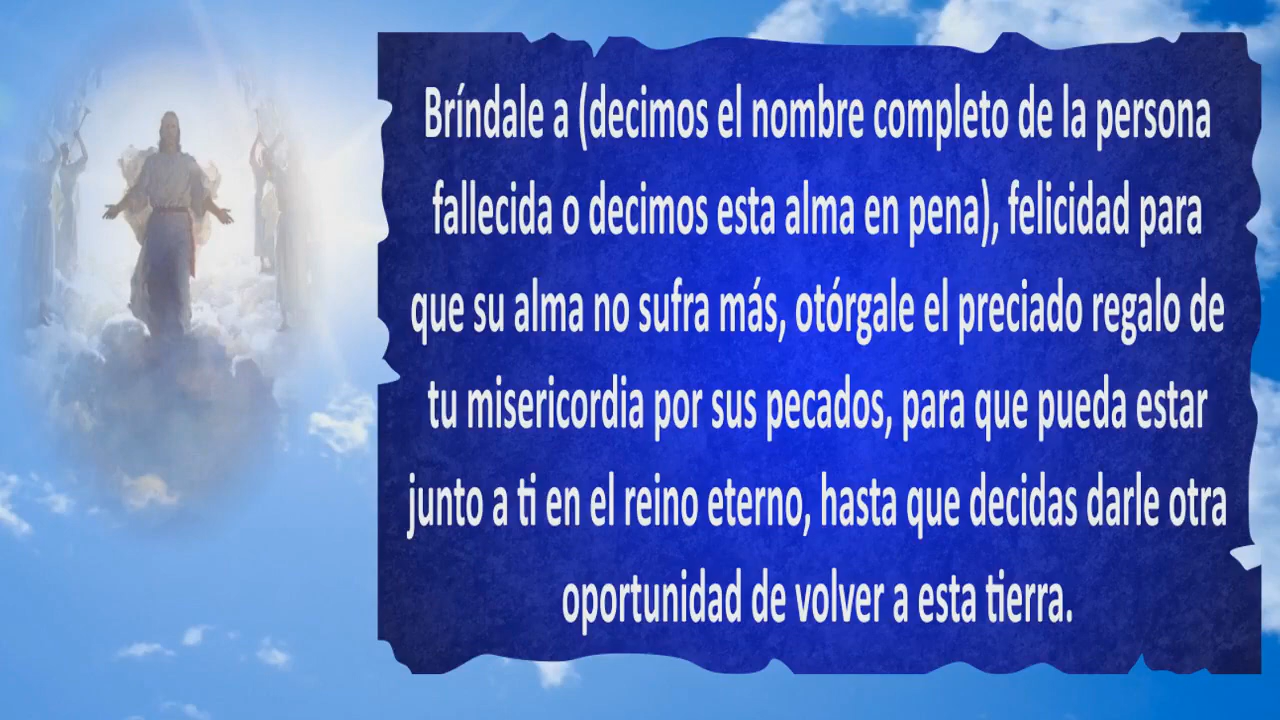 Bríndale a (decimos el nombre completo de la persona
fallecida o decimos esta alma en pena), felicidad para
que su alma no sufra más, otórgale el preciado regalo de
tu misericordia por sus pecados, para que pueda estar
junto a ti en el reino eterno, hasta que decidas darle otra
oportunidad de volver a esta tierra.